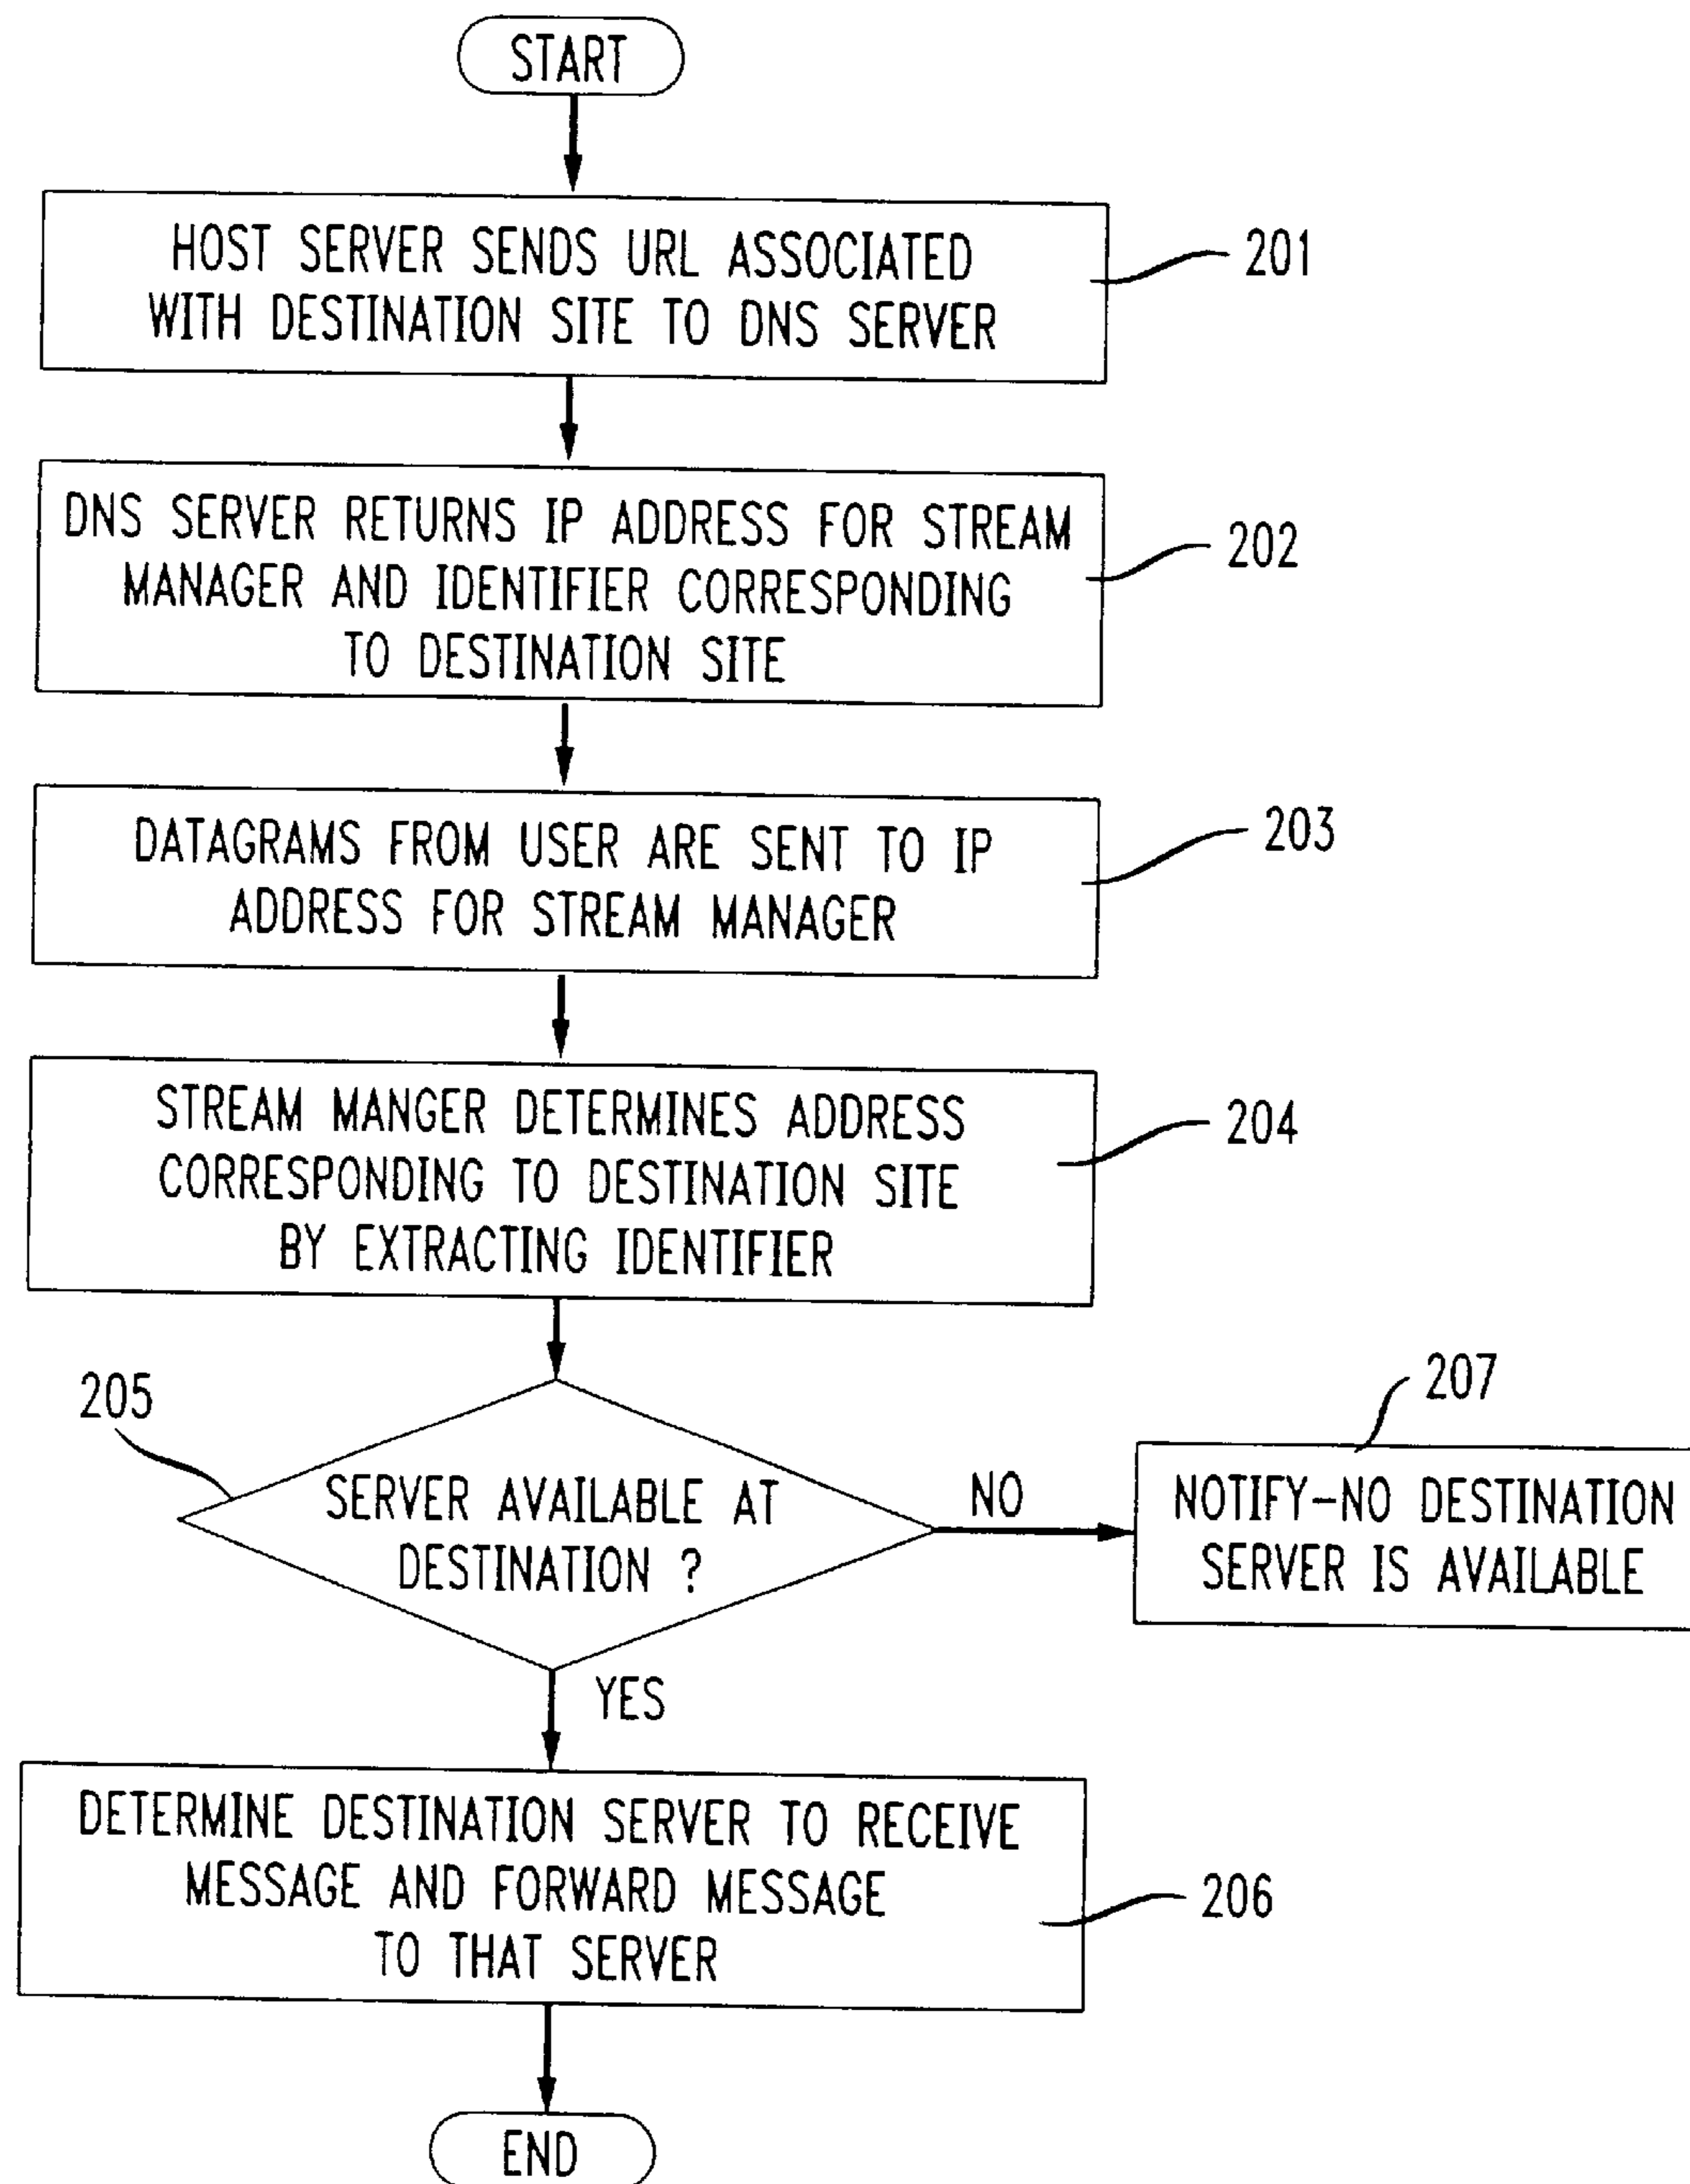 START
HOST SERVER SENDS URL ASSOCIATED
WITH DESTINATION SITE TO DNS SERVER
201
DNS SERVER RETURNS IP ADDRESS FOR STREAM
MANAGER AND IDENTIFIER CORRESPONDING
TO DESTINATION SITE
202
DATAGRAMS FROM USER ARE SENT TO IP
ADDRESS FOR STREAM MANAGER
203
STREAM MANGER DETERMINES ADDRESS
CORRESPONDING TO DESTINATION SITE
BY EXTRACTING IDENTIFIER
204
205
SERVER AVAILABLE AT
DESTINATION ?
NO
207
NOTIFY-NO DESTINATION
SERVER IS AVAILABLE
YES
DETERMINE DESTINATION SERVER TO RECEIVE
MESSAGE AND FORWARD MESSAGE
TO THAT SERVER
206
END